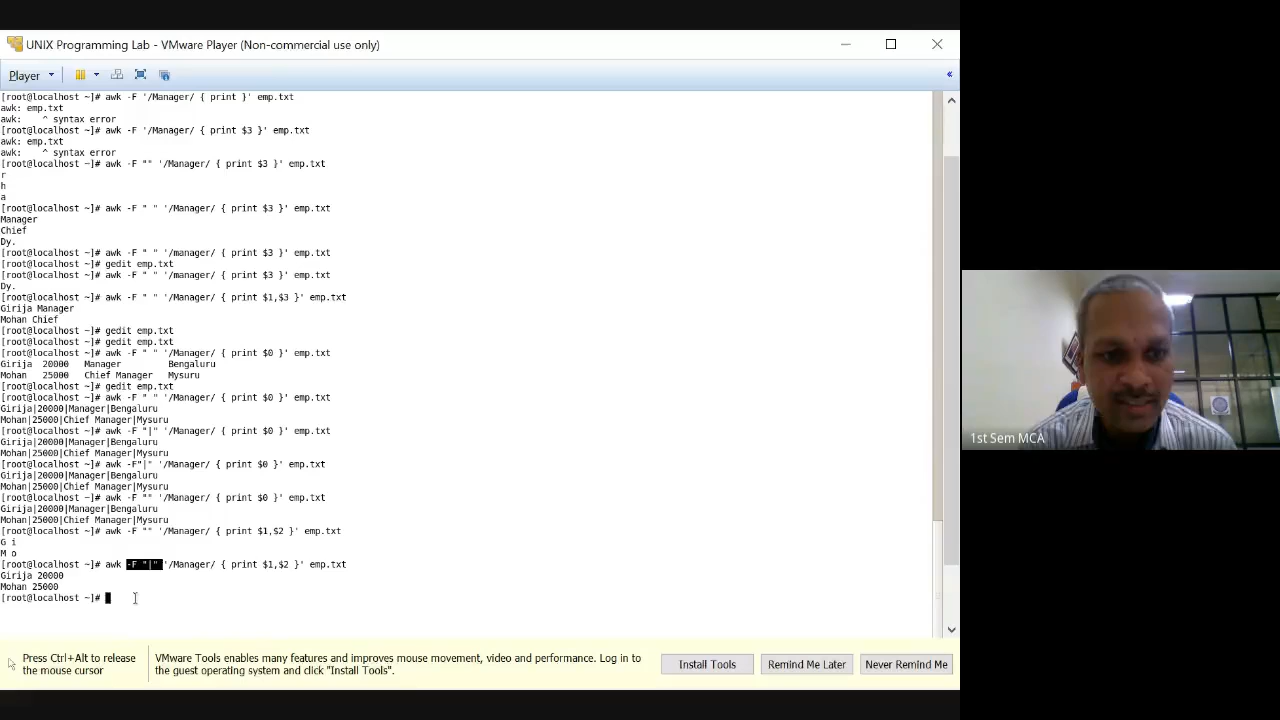 UNIX Programming Lab - VMware Player (Non-commercial use only)
Player
[root@localhost ~]# awk -F '/Manager/ { print }' emp.txt
awk: emp.txt
awk:    ^ syntax error
[root@localhost ~]# awk -F '/Manager/ { print $3 }' emp.txt
awk: emp.txt
awk:    ^ syntax error
[root@localhost ~]# awk -F "" '/Manager/ { print $3 }' emp.txt
r
h
a
[root@localhost ~]# awk -F " " '/Manager/ { print $3 }' emp.txt
Manager
Chief
Dy.
[root@localhost ~]# awk -F " " '/manager/ { print $3 }' emp.txt
[root@localhost ~]# gedit emp.txt
[root@localhost ~]# awk -F " " '/manager/ { print $3 }' emp.txt
Dy.
[root@localhost ~]# awk -F " " '/Manager/ { print $1,$3 }' emp.txt
Girija Manager
Mohan Chief
[root@localhost ~]# gedit emp.txt
[root@localhost ~]# gedit emp.txt
[root@localhost ~]# awk -F " " '/Manager/ { print $0 }' emp.txt
Girija  20000   Manager         Bengaluru
Mohan   25000   Chief Manager   Mysuru
[root@localhost ~]# gedit emp.txt
[root@localhost ~]# awk -F " " '/Manager/ { print $0 }' emp.txt
Girija|20000|Manager|Bengaluru
Mohan|25000|Chief Manager|Mysuru
[root@localhost ~]# awk -F "|" '/Manager/ { print $0 }' emp.txt
Girija|20000|Manager|Bengaluru
Mohan|25000|Chief Manager|Mysuru
[root@localhost ~]# awk -F"|" '/Manager/ { print $0 }' emp.txt
Girija|20000|Manager|Bengaluru
Mohan|25000|Chief Manager|Mysuru
[root@localhost ~]# awk -F "" '/Manager/ { print $0 }' emp.txt
Girija|20000|Manager|Bengaluru
Mohan|25000|Chief Manager|Mysuru
[root@localhost ~]# awk -F "" '/Manager/ { print $1,$2 }' emp.txt
G i
M o
[root@localhost ~]# awk -F "|" '/Manager/ { print $1,$2 }' emp.txt
Girija 20000
Mohan 25000
[root@localhost ~]#
1st Sem MCA
Press Ctrl+Alt to release
the mouse cursor
VMware Tools enables many features and improves mouse movement, video and performance. Log in to
the guest operating system and click "Install Tools".
Install Tools
Remind Me Later
Never Remind Me